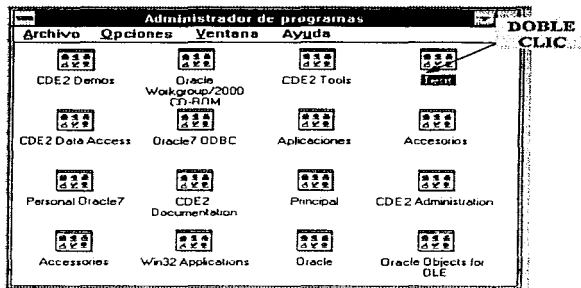 Administrador de programas
Archivo Opciones Ventana Ayuda
DOBLE
CLIC
CDE2 Demos
Oracle
Workgroup/2000
CD-ROM
CDE2 Tools
CDE2 Data Access
Oracle7 ODBC
Aplicaciones
Accesorios
Personal Oracle7
CDE2
Documentation
Principal
CDE2 Administration
Accessories
Win32 Applications
Oracle
Oracle Objects for
OLE